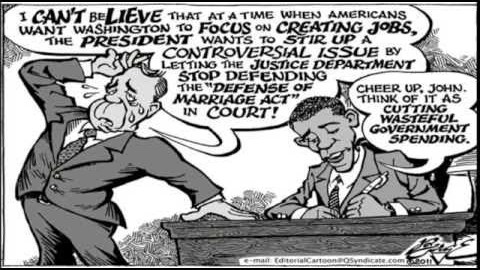 I CAN'T BELIEVE THAT AT A TIME WHEN AMERICANS
WANT WASHINGTON TO FOCUS ON CREATING JOBS,
THE PRESIDENT WANTS TO STIR UP A
CONTROVERSIAL ISSUE BY
LETTING THE JUSTICE DEPARTMENT
STOP DEFENDING
THE "DEFENSE OF
MARRIAGE ACT"
IN COURT!
CHEER UP, JOHN.
THINK OF IT AS
CUTTING
WASTEFUL
GOVERNMENT
SPENDING.
©2011
e-mail: EditorialCartoon@QSyndicate.com